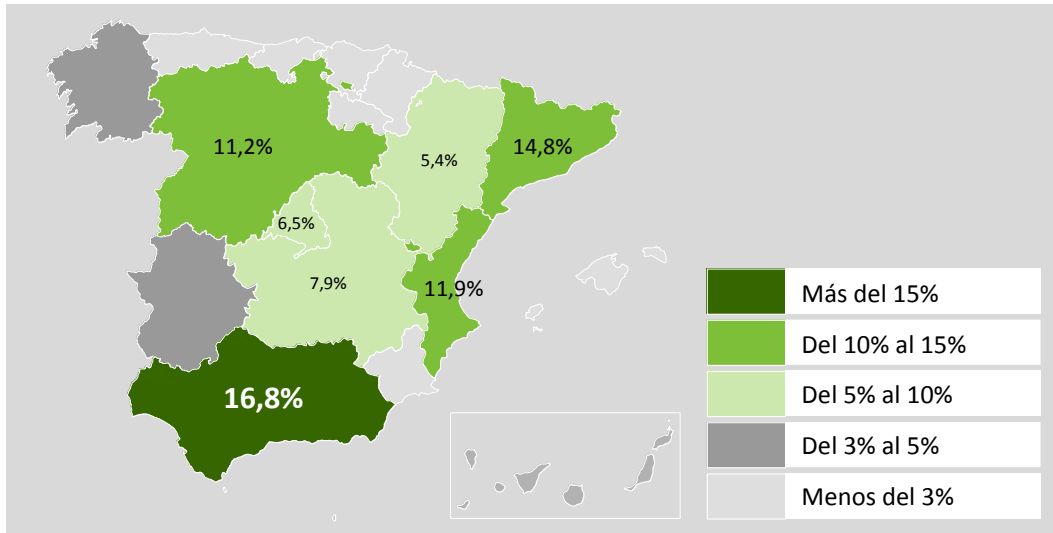 11,2%
14,8%
5,4%
6,5%
7,9%
11,9%
16,8%
Más del 15%
Del 10% al 15%
Del 5% al 10%
Del 3% al 5%
Menos del 3%